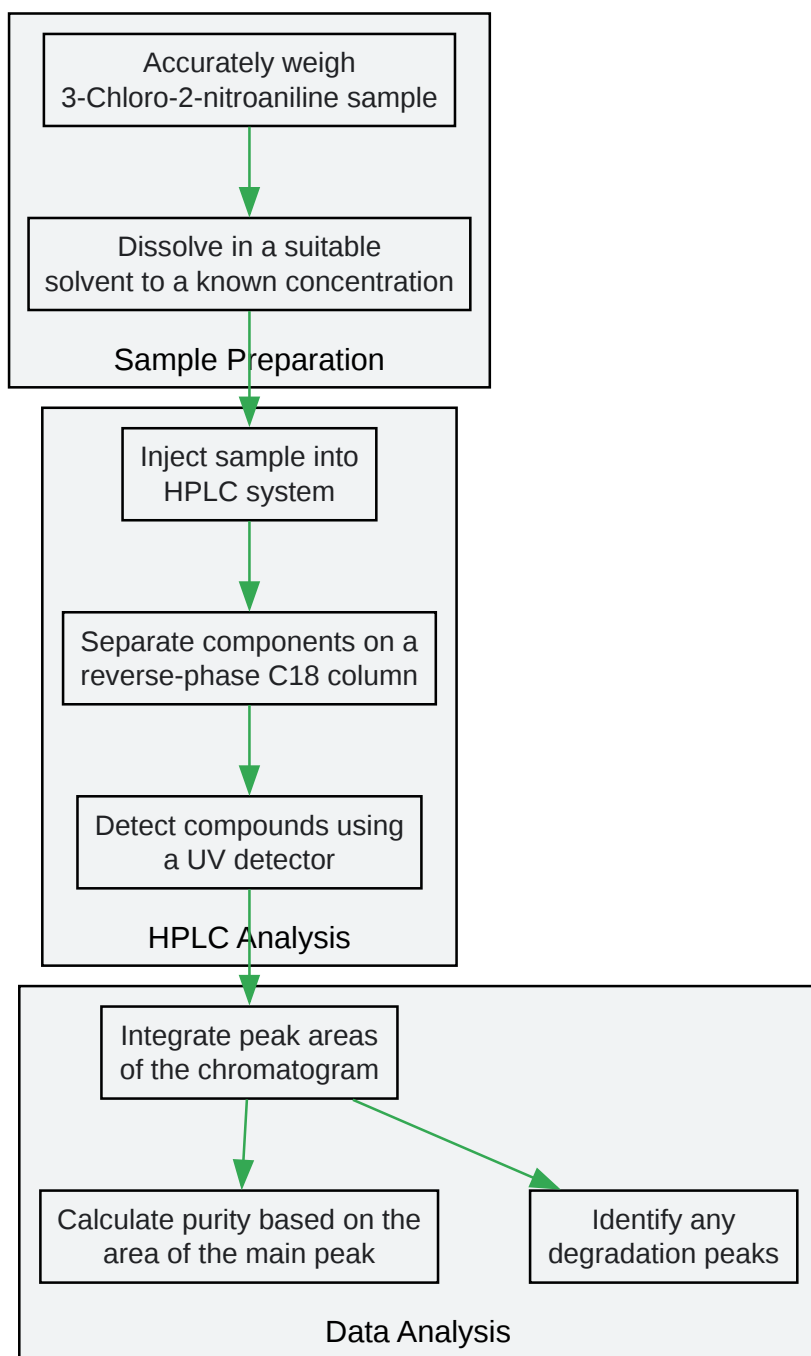 Accurately weigh
3-Chloro-2-nitroaniline sample
Dissolve in a suitable
solvent to a known concentration
Sample Preparation
Inject sample into
HPLC system
Separate components on a
reverse-phase C18 column
Detect compounds using
a UV detector
HPLC Analysis
Integrate peak areas
of the chromatogram
Calculate purity based on the
area of the main peak
Identify any
degradation peaks
Data Analysis